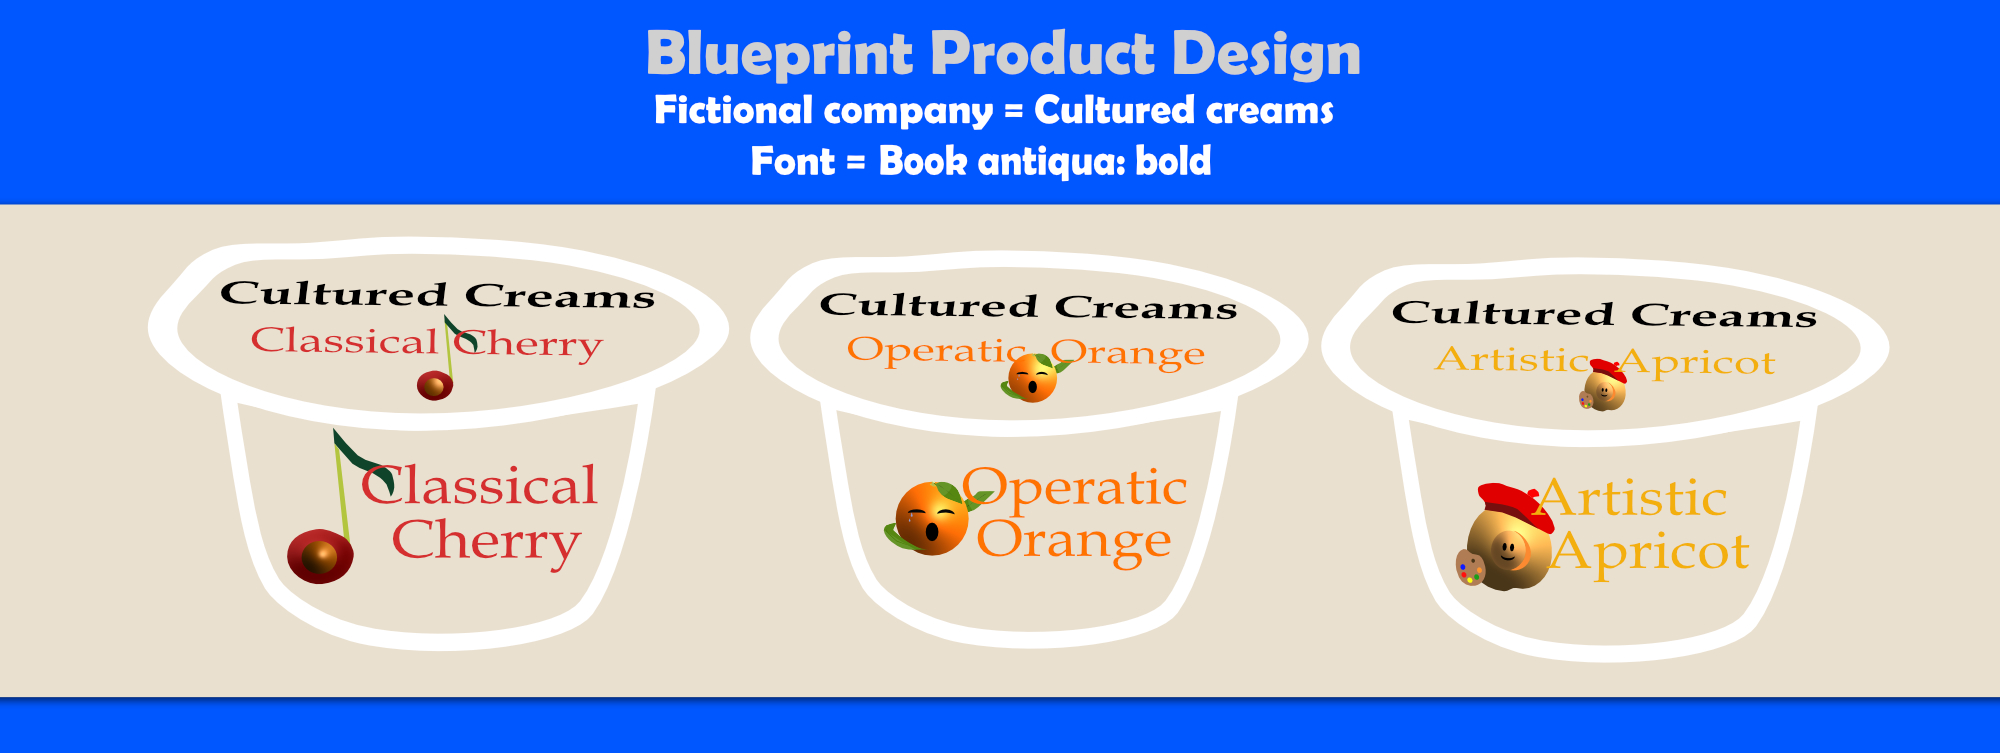 Blueprint Product Design
Fictional company = Cultured creams
Font = Book antiqua: bold
Cultured Creams
Classical Cherry
Classical
Cherry
Cultured Creams
Operatic Orange
Operatic
Orange
Cultured Creams
Artistic Apricot
Artistic
Apricot